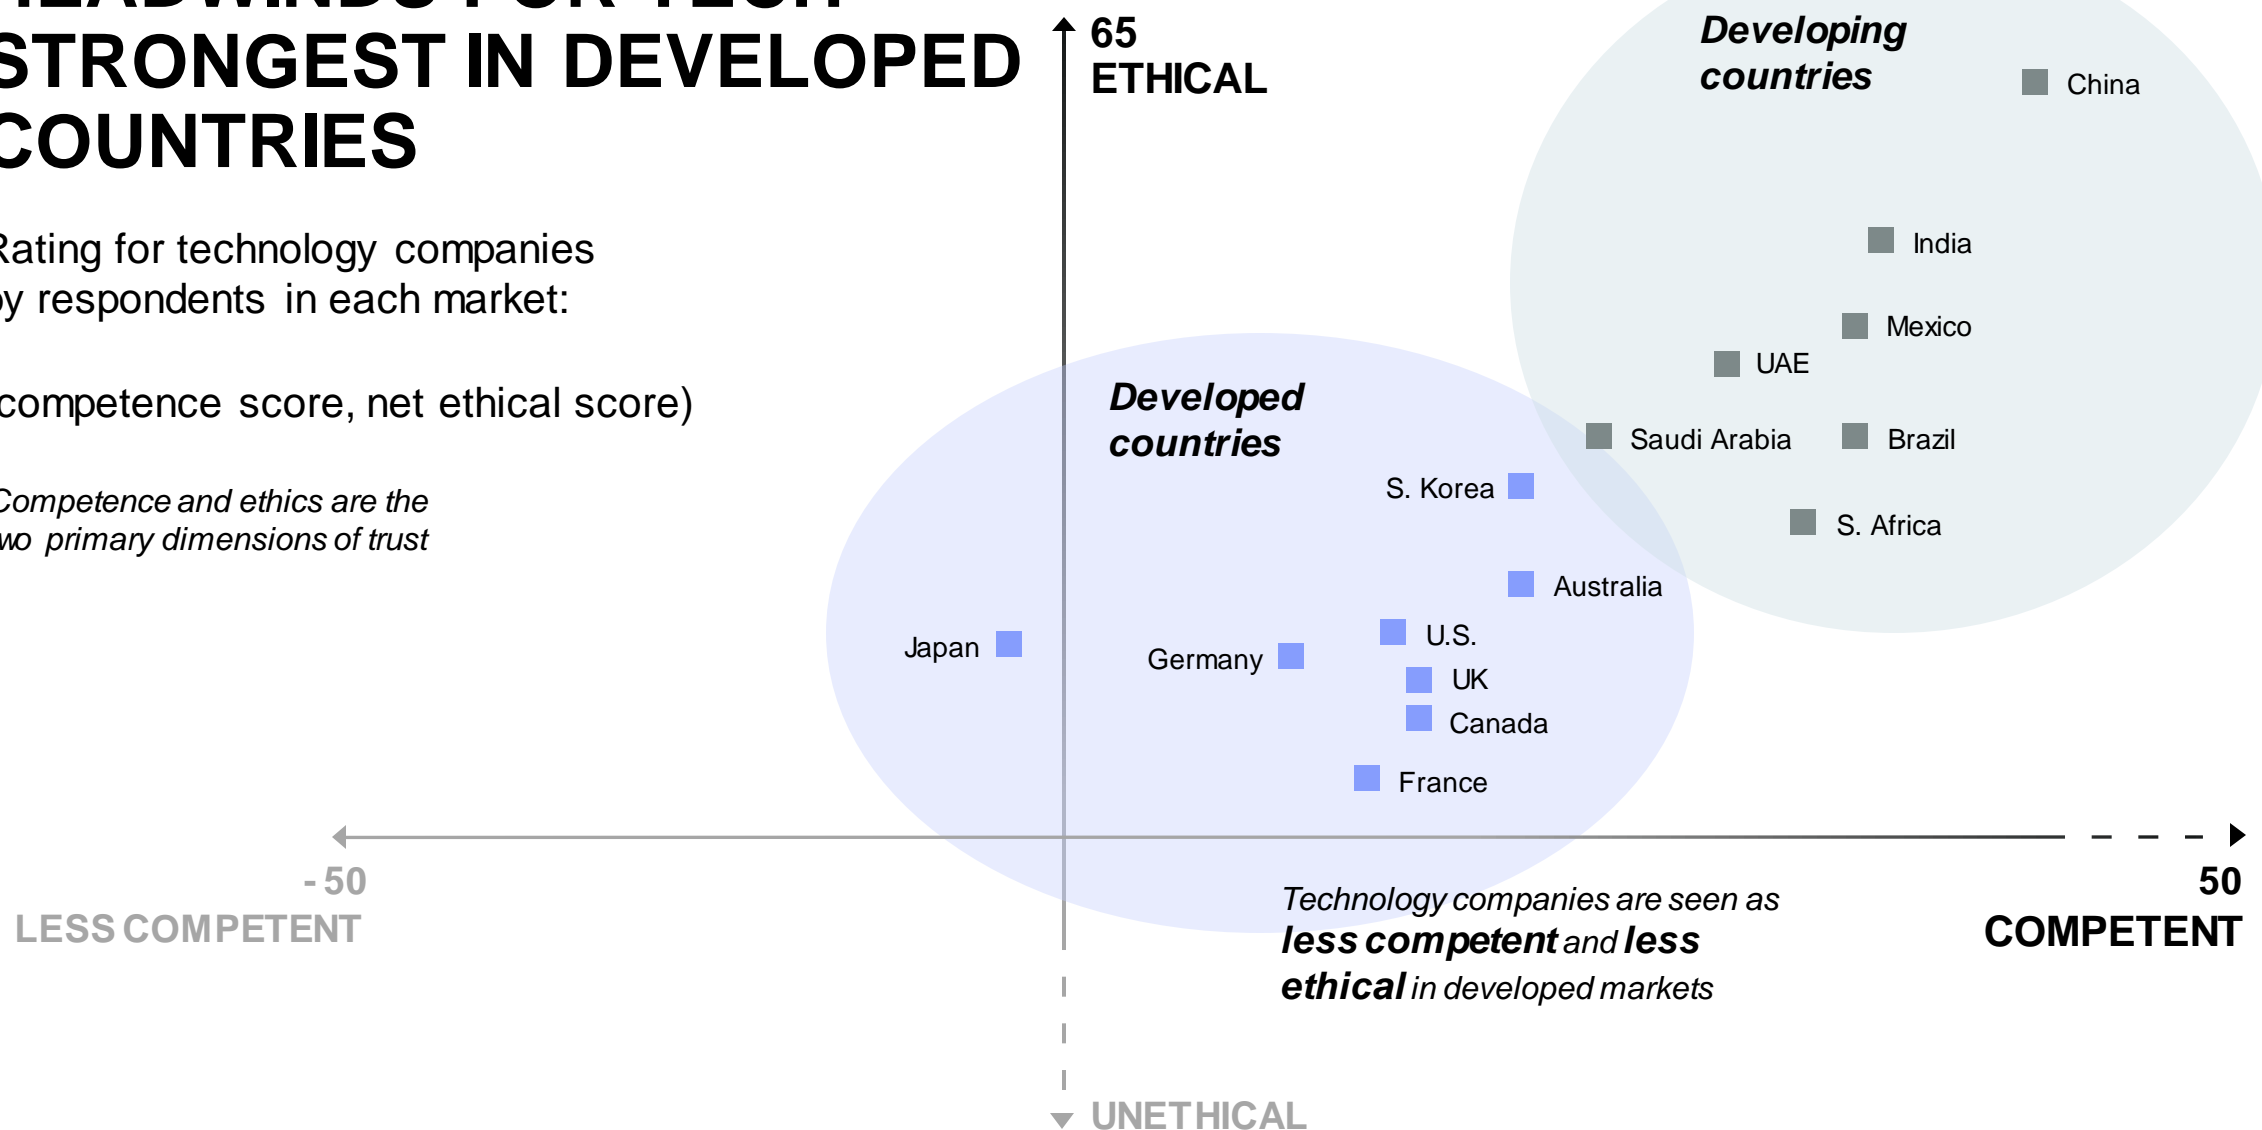 STRONGEST IN DEVELOPED
COUNTRIES
Rating for technology companies
by respondents in each market:
competence score, net ethical score)
Competence and ethics are the
two primary dimensions of trust
65
ETHICAL
Developing
countries
China
India
Mexico
UAE
Saudi Arabia
Brazil
S. Africa
Developed
countries
S. Korea
Australia
Japan
Germany
U.S.
UK
Canada
France
-50
LESS COMPETENT
50
COMPETENT
Technology companies are seen as
less competent and less
ethical in developed markets
UNETHICAL